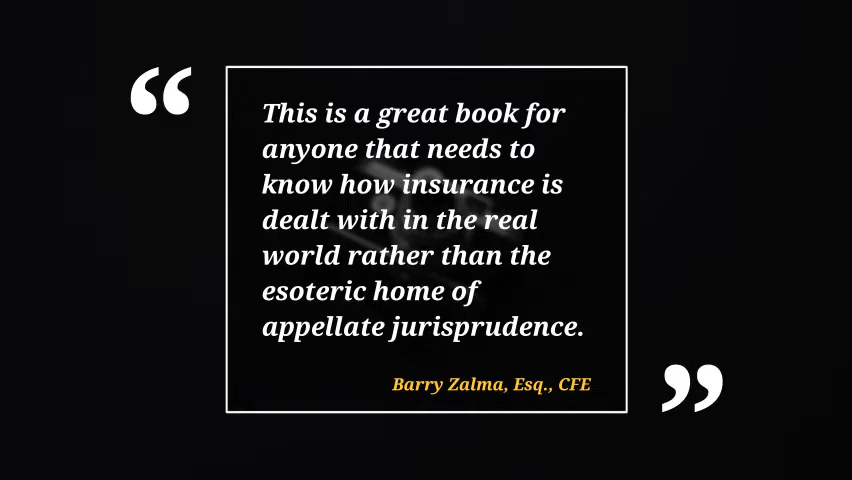 “
This is a great book for
anyone that needs to
know how insurance is
dealt with in the real
world rather than the
esoteric home of
appellate jurisprudence.
Barry Zalma, Esq., CFE
”